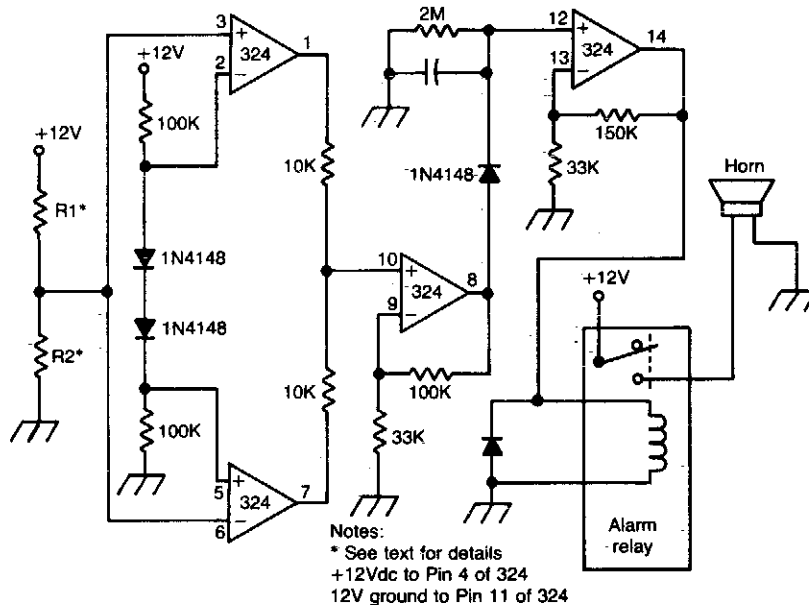 3
+
324
1
2
−
+12V
100K
+12V
R1*
1N4148
1N4148
R2*
100K
5
+
324
7
6
−
10K
10K
2M
12
+
324
14
13
−
150K
33K
1N4148
10
+
324
8
9
−
100K
33K
Horn
+12V
Alarm
relay
Notes:
* See text for details
+12Vdc to Pin 4 of 324
12V ground to Pin 11 of 324